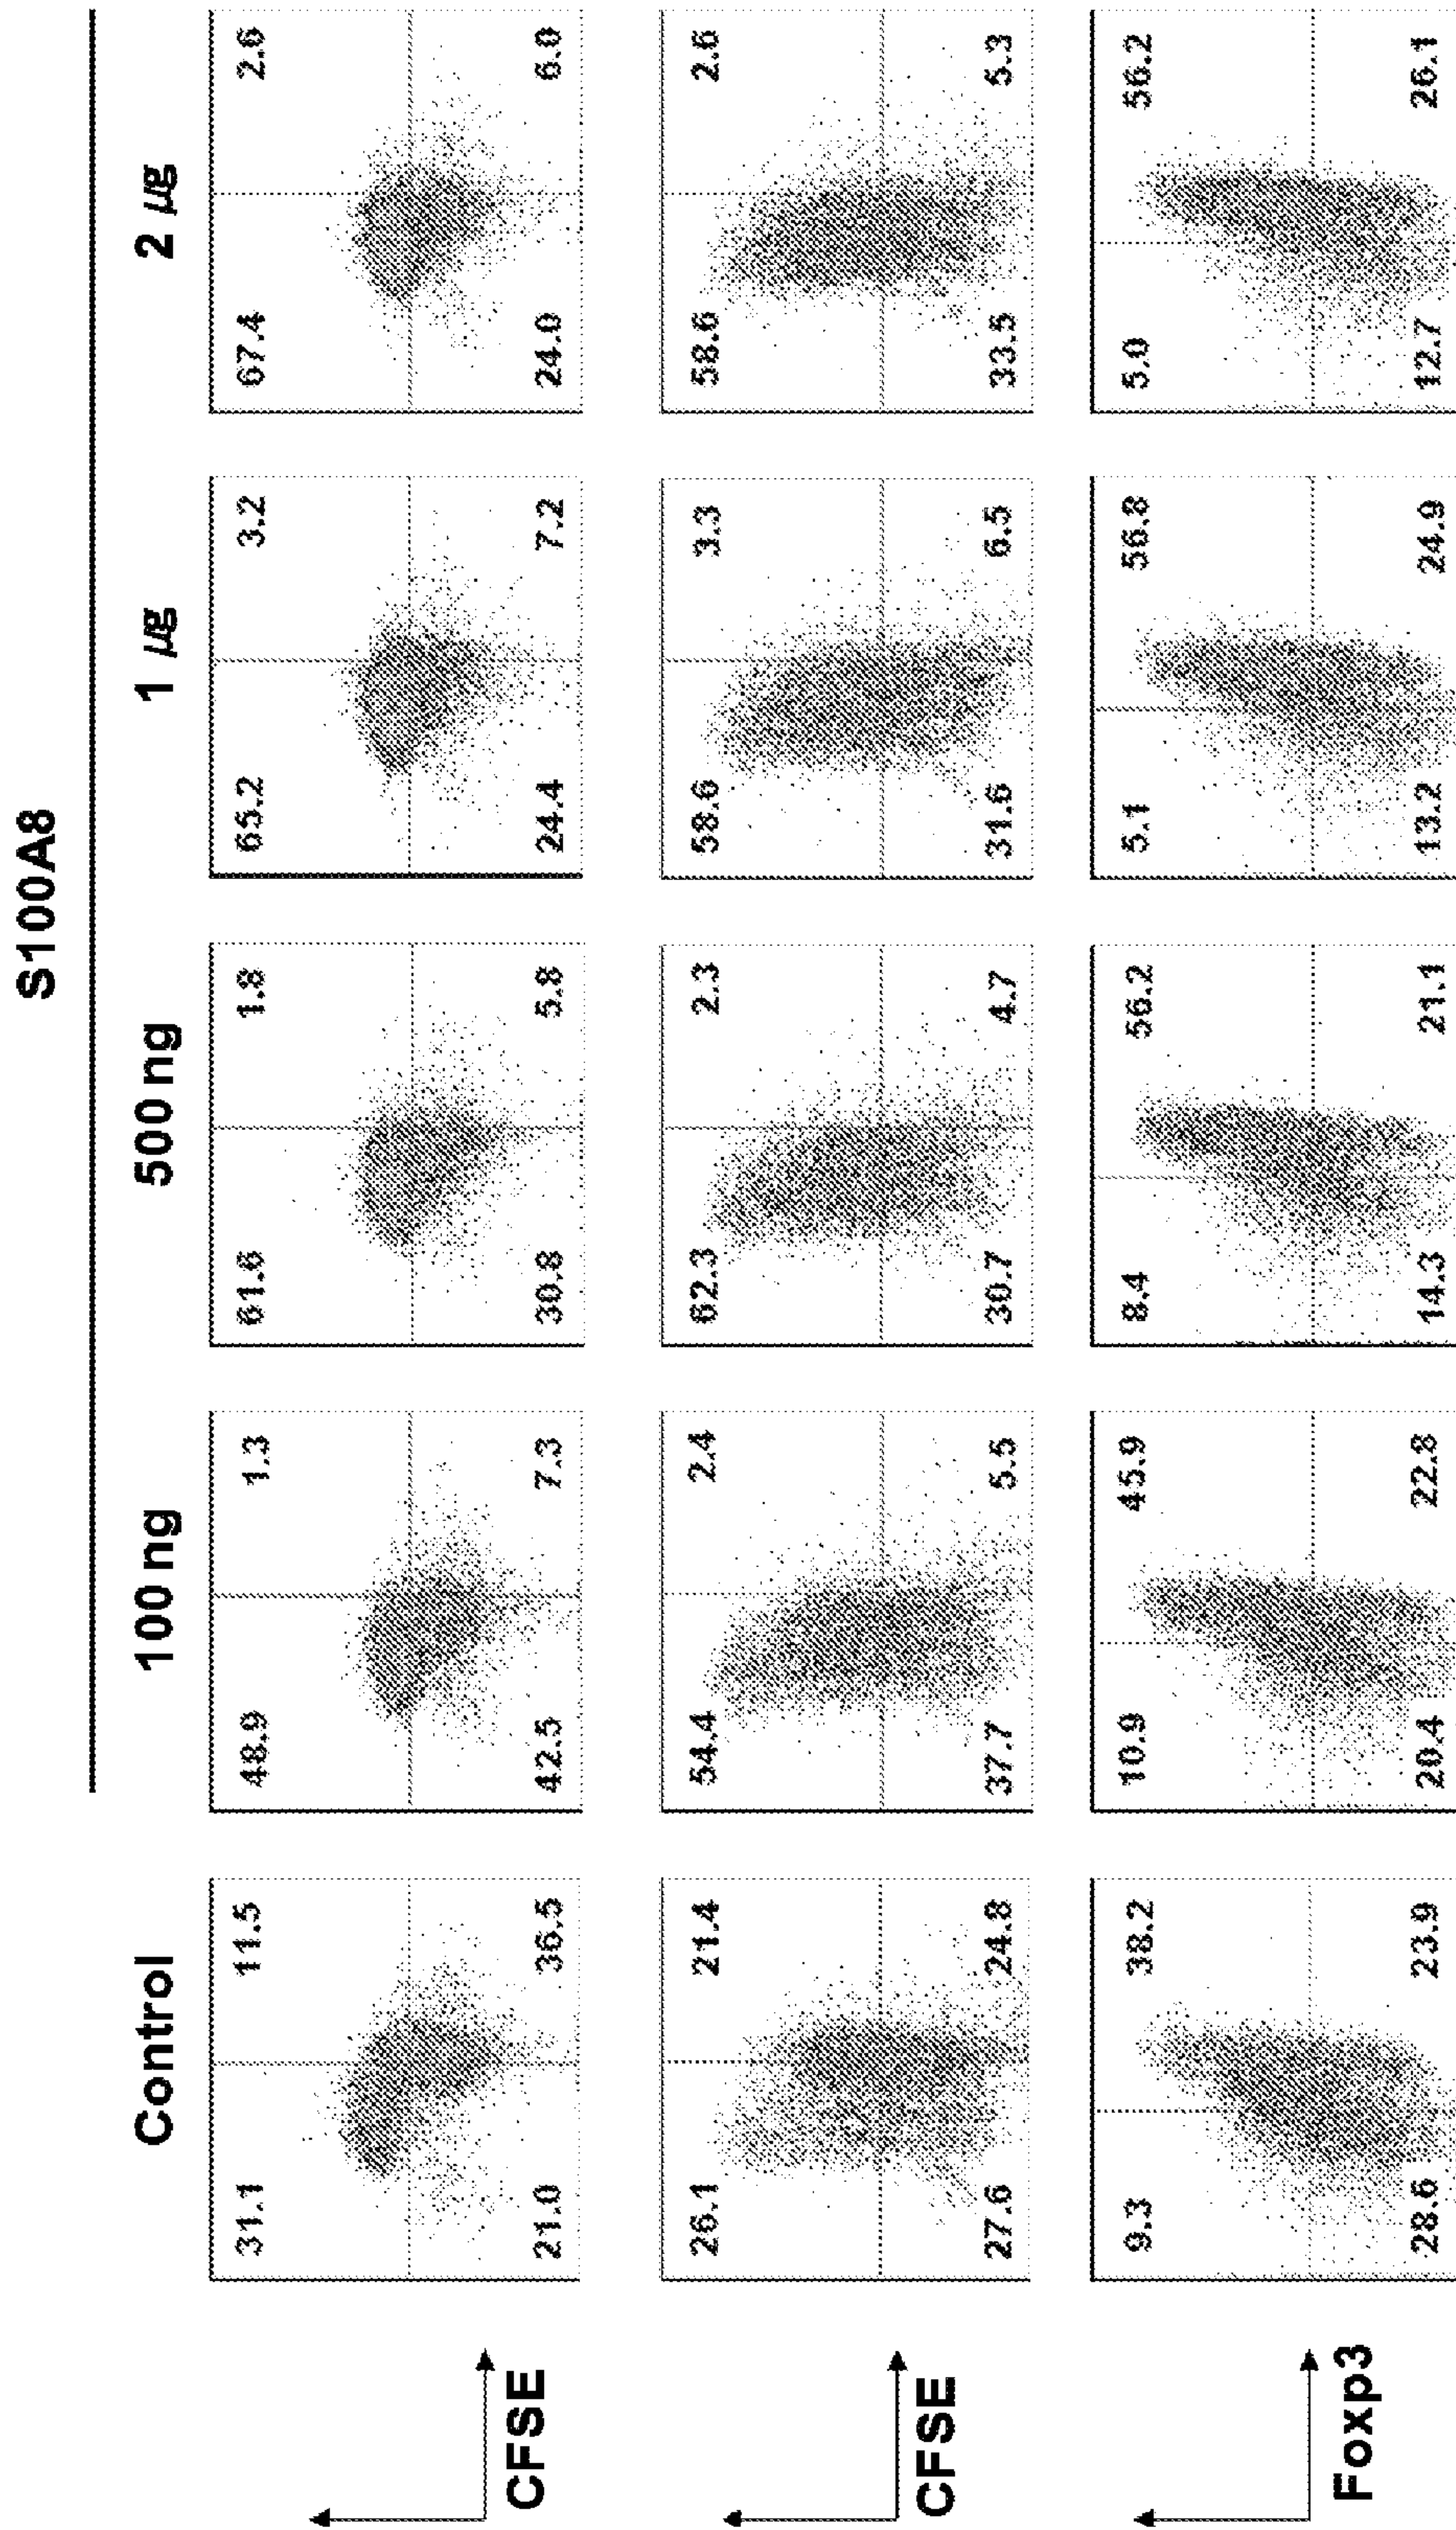 S100A8
Control 100 ng 500 ng 1 µg 2 µg
31.1 11.5 48.9 1.3 61.6 1.8 65.2 3.2 67.4 2.6
21.0 36.5 42.5 7.3 30.8 5.8 24.4 7.2 24.0 6.0
CFSE
26.1 21.4 54.4 2.4 62.3 2.3 58.6 3.3 58.6 2.6
27.6 24.8 37.7 5.5 30.7 4.7 31.6 6.5 33.5 5.3
CFSE
9.3 38.2 10.9 45.9 8.4 56.2 5.1 56.8 5.0 56.2
28.6 23.9 20.4 22.8 14.3 21.1 13.2 24.9 12.7 26.1
Foxp3